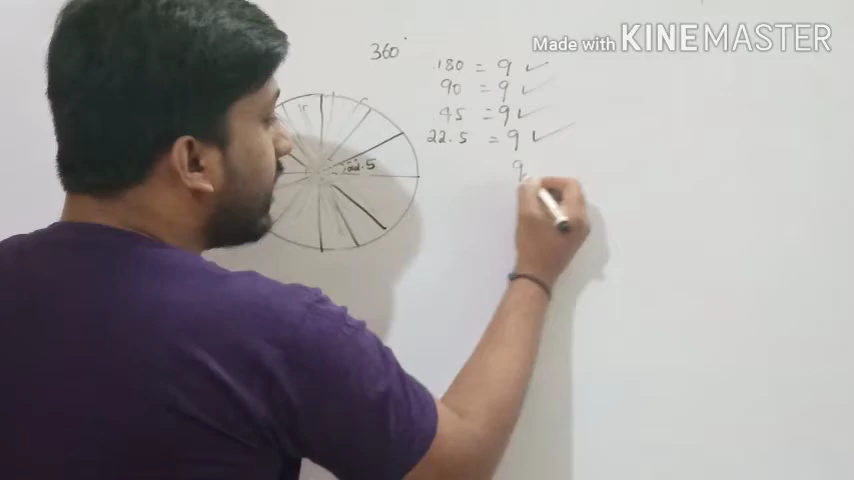 Made with KINEMASTER
360°
180 = 9 ✓
90 = 9 ✓
45 = 9 ✓
22.5 = 9 ✓
9
22.5